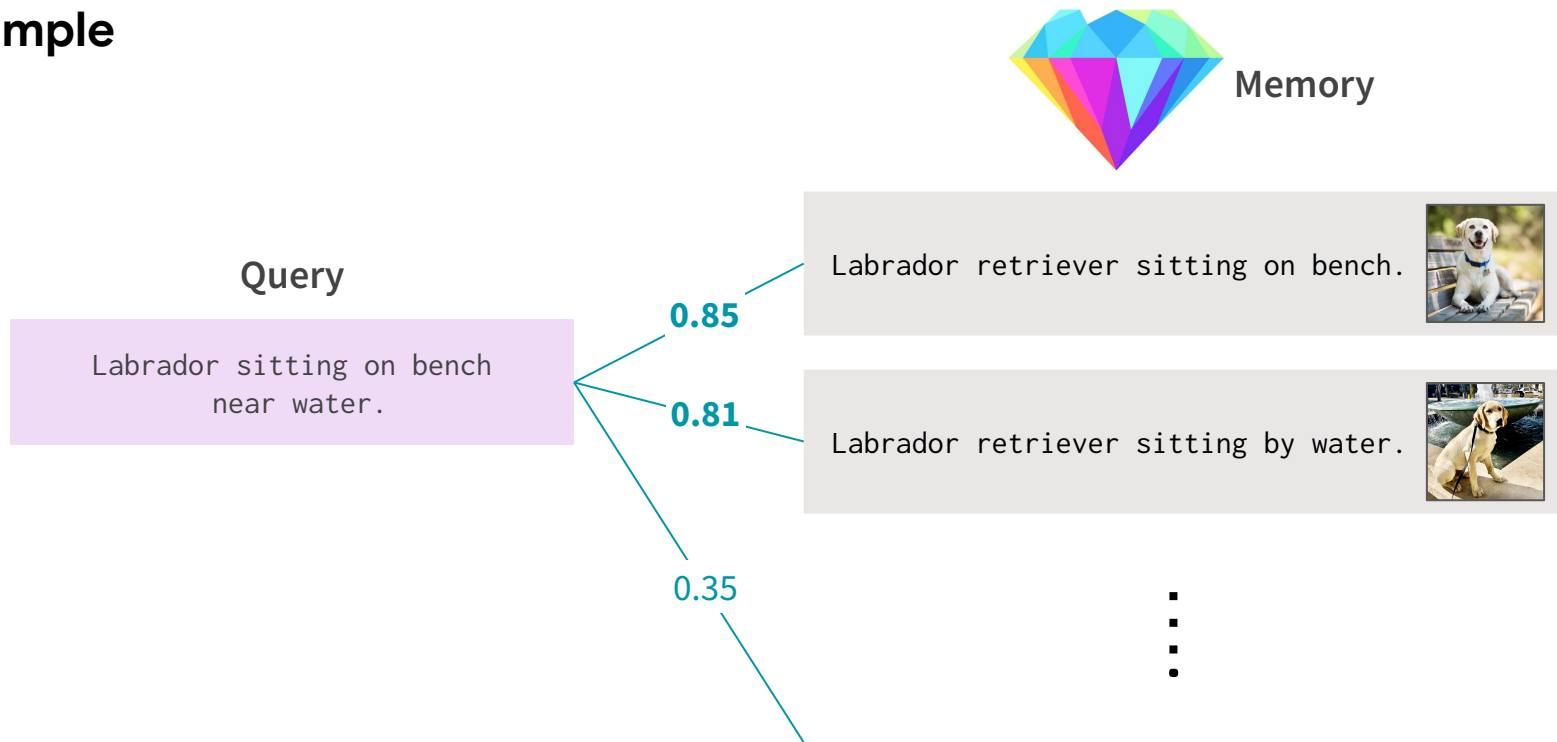 mple
Memory
Query
Labrador sitting on bench
near water.
0.85
Labrador retriever sitting on bench.
0.81
Labrador retriever sitting by water.
0.35